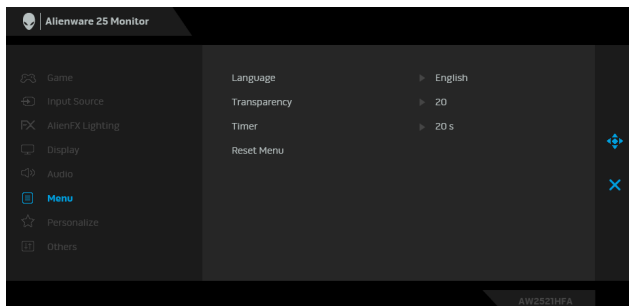 Alienware 25 Monitor
Game
Input Source
AlienFX Lighting
Display
Audio
Menu
Personalize
Others
Language English
Transparency 20
Timer 20 s
Reset Menu
AW2521HFA